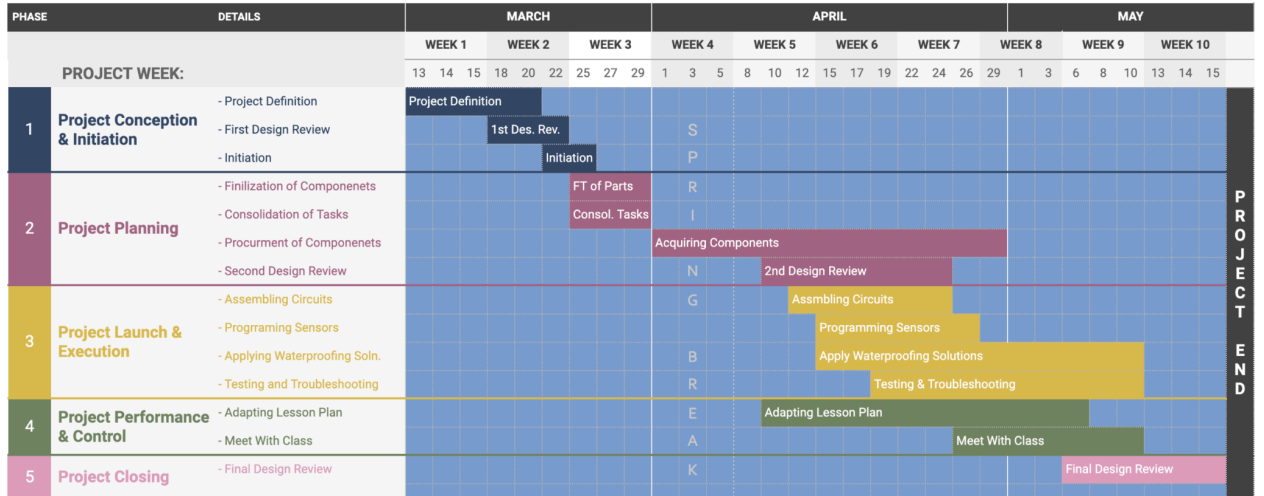 PHASE DETAILS MARCH APRIL MAY
WEEK 1 WEEK 2 WEEK 3 WEEK 4 WEEK 5 WEEK 6 WEEK 7 WEEK 8 WEEK 9 WEEK 10
PROJECT WEEK: 13 14 15 18 20 22 25 27 29 1 3 5 8 10 12 15 17 19 22 24 26 29 1 3 6 8 10 13 14 15
1
Project Conception
& Initiation
- Project Definition
Project Definition
- First Design Review
1st Des. Rev.
- Initiation
Initiation
2
Project Planning
- Finilization of Componenets
FT of Parts
- Consolidation of Tasks
Consol. Tasks
- Procurment of Componenets
Acquiring Components
- Second Design Review
2nd Design Review
3
Project Launch &
Execution
- Assembling Circuits
Assmbling Circuits
- Prograrming Sensors
Programming Sensors
- Applying Waterproofing Soln.
Apply Waterproofing Solutions
- Testing and Troubleshooting
Testing & Troubleshooting
4
Project Performance
& Control
- Adapting Lesson Plan
Adapting Lesson Plan
- Meet With Class
Meet With Class
5
Project Closing
- Final Design Review
Final Design Review
SPRING BREAK
PROJECT END